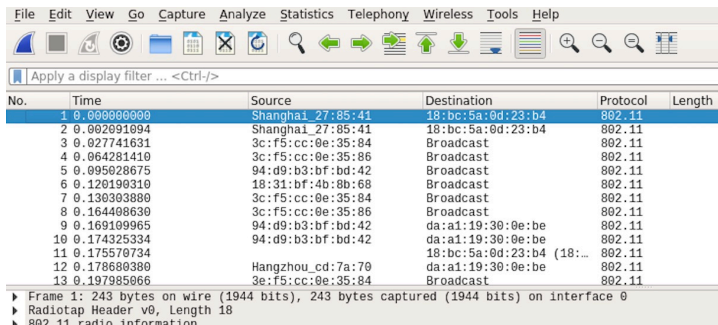 File Edit View Go Capture Analyze Statistics Telephony Wireless Tools Help
Apply a display filter ... <Ctrl-/>
No. Time Source Destination Protocol Length
1 0.000000000 Shanghai_27:85:41 18:bc:5a:0d:23:b4 802.11
2 0.002091094 Shanghai_27:85:41 18:bc:5a:0d:23:b4 802.11
3 0.027741631 3c:f5:cc:0e:35:84 Broadcast 802.11
4 0.064281410 3c:f5:cc:0e:35:86 Broadcast 802.11
5 0.095028675 94:d9:b3:bf:bd:42 Broadcast 802.11
6 0.120190310 18:31:bf:4b:8b:68 Broadcast 802.11
7 0.130303880 3c:f5:cc:0e:35:84 Broadcast 802.11
8 0.164408630 3c:f5:cc:0e:35:86 Broadcast 802.11
9 0.169109965 94:d9:b3:bf:bd:42 da:a1:19:30:0e:be 802.11
10 0.174325334 94:d9:b3:bf:bd:42 da:a1:19:30:0e:be 802.11
11 0.175570734 18:bc:5a:0d:23:b4 (18:… 802.11
12 0.178680380 Hangzhou_cd:7a:70 da:a1:19:30:0e:be 802.11
13 0.197985066 3e:f5:cc:0e:35:84 Broadcast 802.11
Frame 1: 243 bytes on wire (1944 bits), 243 bytes captured (1944 bits) on interface 0
Radiotap Header v0, Length 18
802.11 radio information